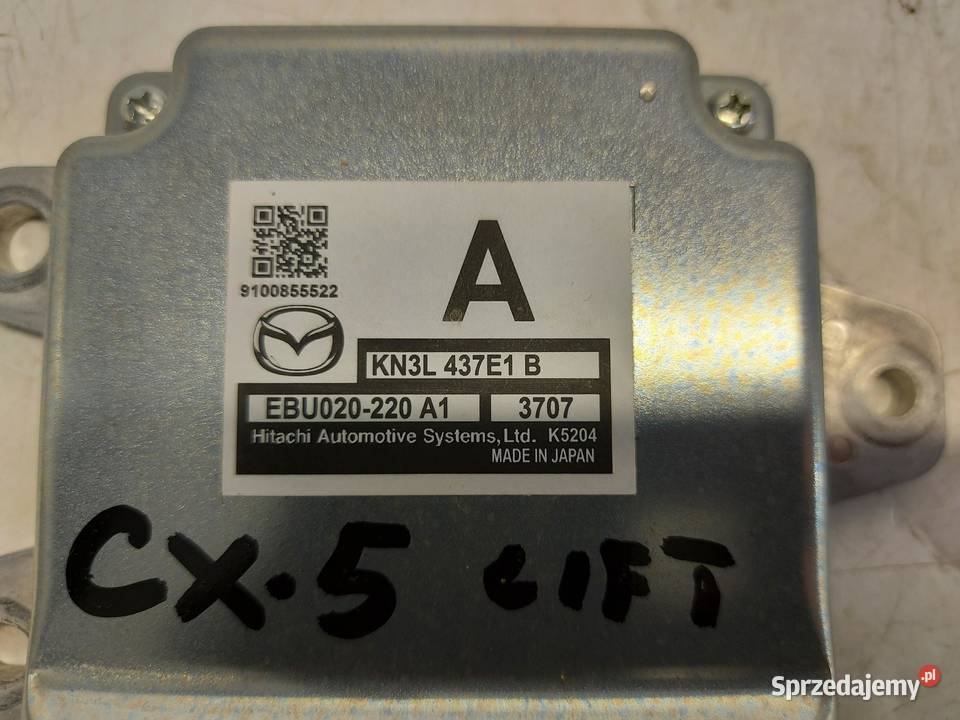 9100855522
A
KN3L 437E1 B
EBU020-220 A1 3707
Hitachi Automotive Systems,Ltd. K5204
MADE IN JAPAN
CX-5 LIFT
Sprzedajemy.pl